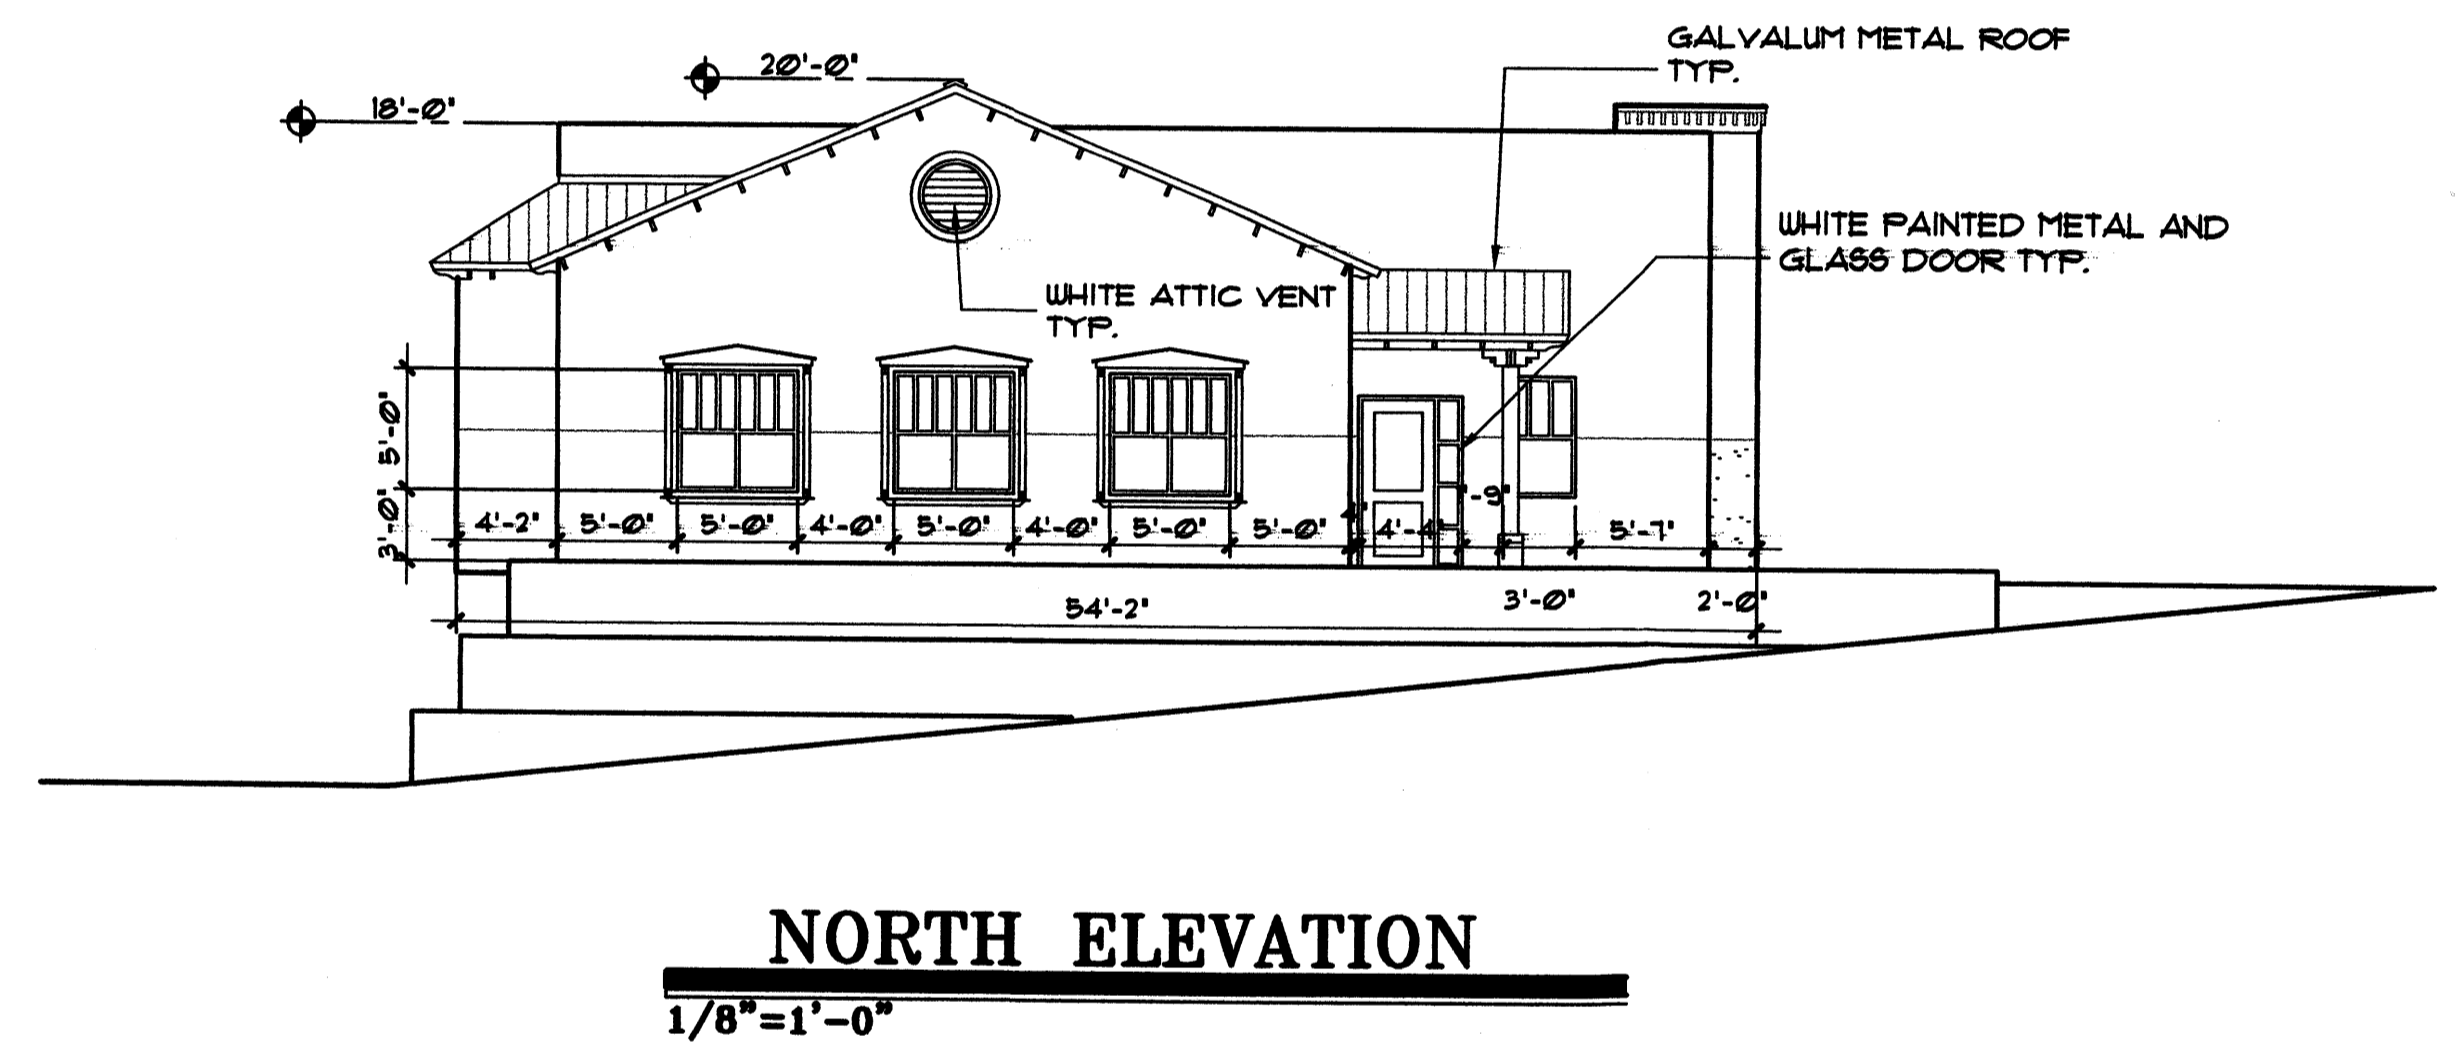 GALVALUM METAL ROOF
TYP.
20'-0"
18'-0"
WHITE PAINTED METAL AND
GLASS DOOR TYP.
WHITE ATTIC VENT
TYP.
5'-0"
3'-0"
4'-2" 5'-0" 5'-0" 4'-0" 5'-0" 4'-0" 5'-0" 5'-0" 4" 4'-4" 5'-7"
54'-2" 3'-0" 2'-0"
NORTH ELEVATION
1/8"=1'-0"